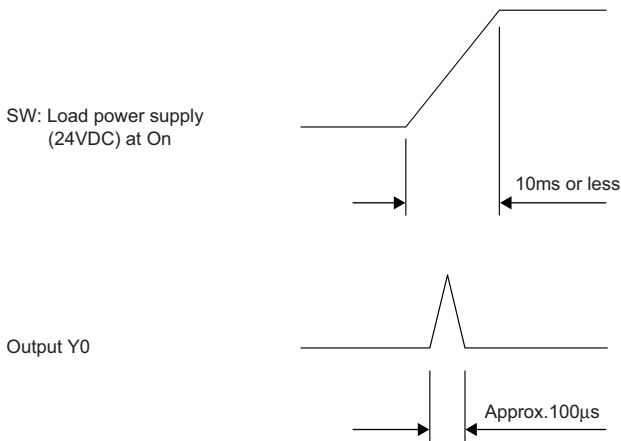 SW: Load power supply
(24VDC) at On
10ms or less
Output Y0
Approx.100μs